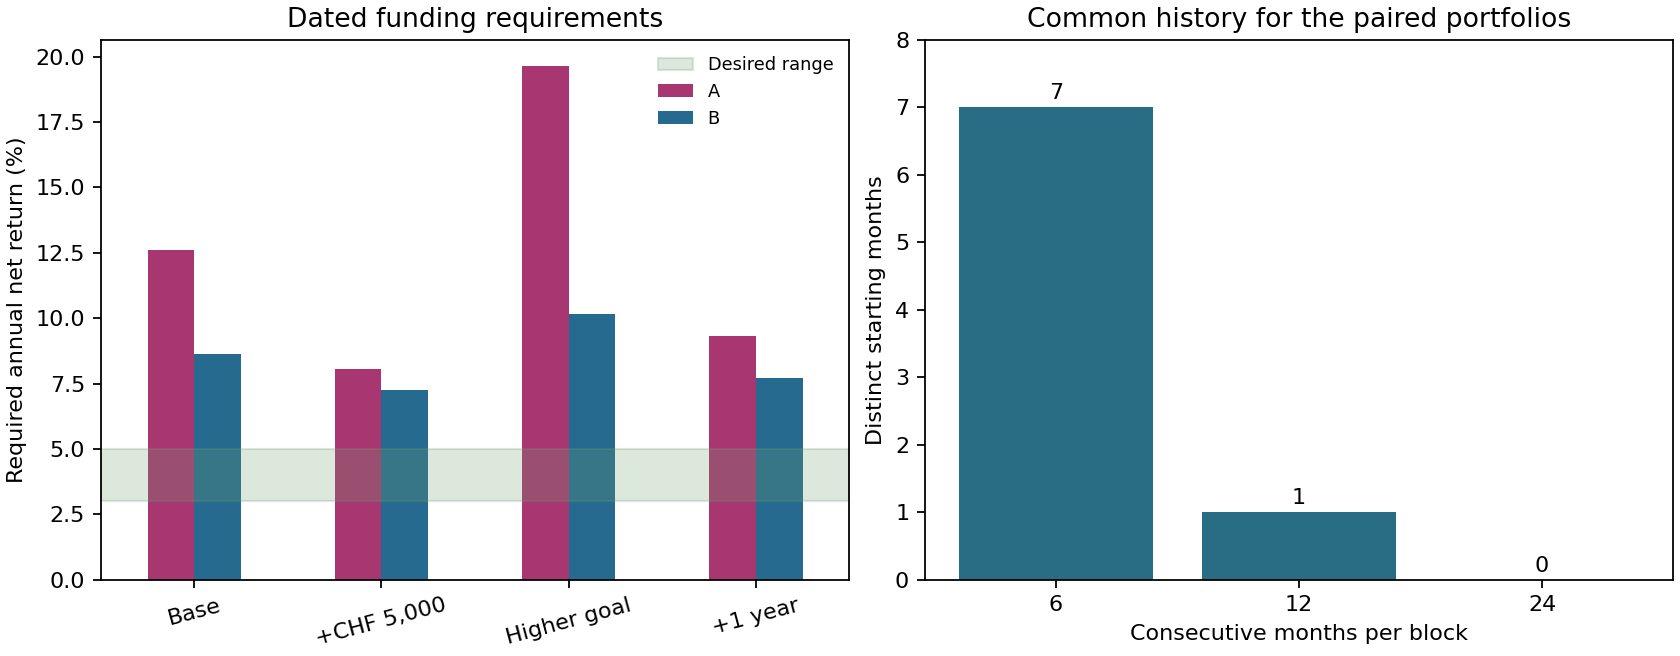 Dated funding requirements
Required annual net return (%)
20.0
17.5
15.0
12.5
10.0
7.5
5.0
2.5
0.0
Desired range
A
B
Base
+CHF 5,000
Higher goal
+1 year
Common history for the paired portfolios
Distinct starting months
8
7
6
5
4
3
2
1
0
7
1
0
6
12
24
Consecutive months per block